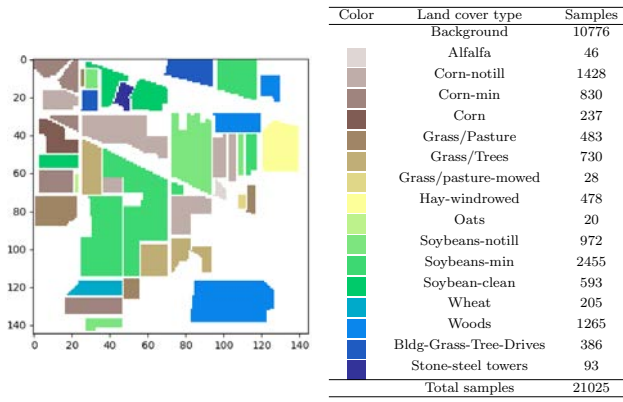 0
20
40
60
80
100
120
140
0 20 40 60 80 100 120 140
Color Land cover type Samples
Background 10776
Alfalfa 46
Corn-notill 1428
Corn-min 830
Corn 237
Grass/Pasture 483
Grass/Trees 730
Grass/pasture-mowed 28
Hay-windrowed 478
Oats 20
Soybeans-notill 972
Soybeans-min 2455
Soybean-clean 593
Wheat 205
Woods 1265
Bldg-Grass-Tree-Drives 386
Stone-steel towers 93
Total samples 21025